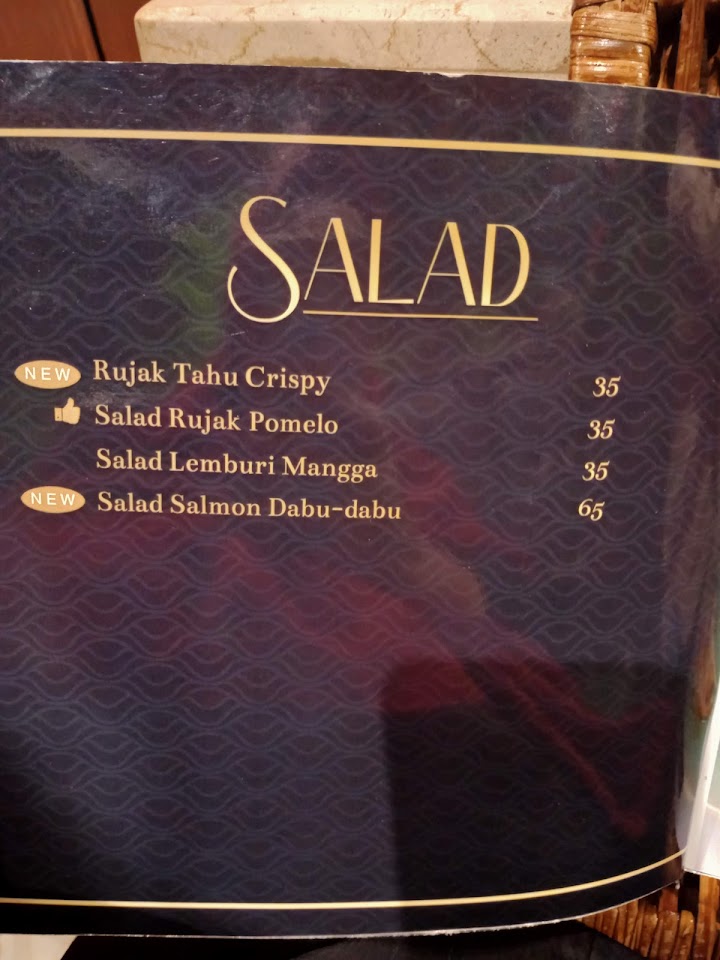 SALAD
NEW Rujak Tahu Crispy 35
Salad Rujak Pomelo 35
Salad Lemburi Mangga 35
NEW Salad Salmon Dabu-dabu 65